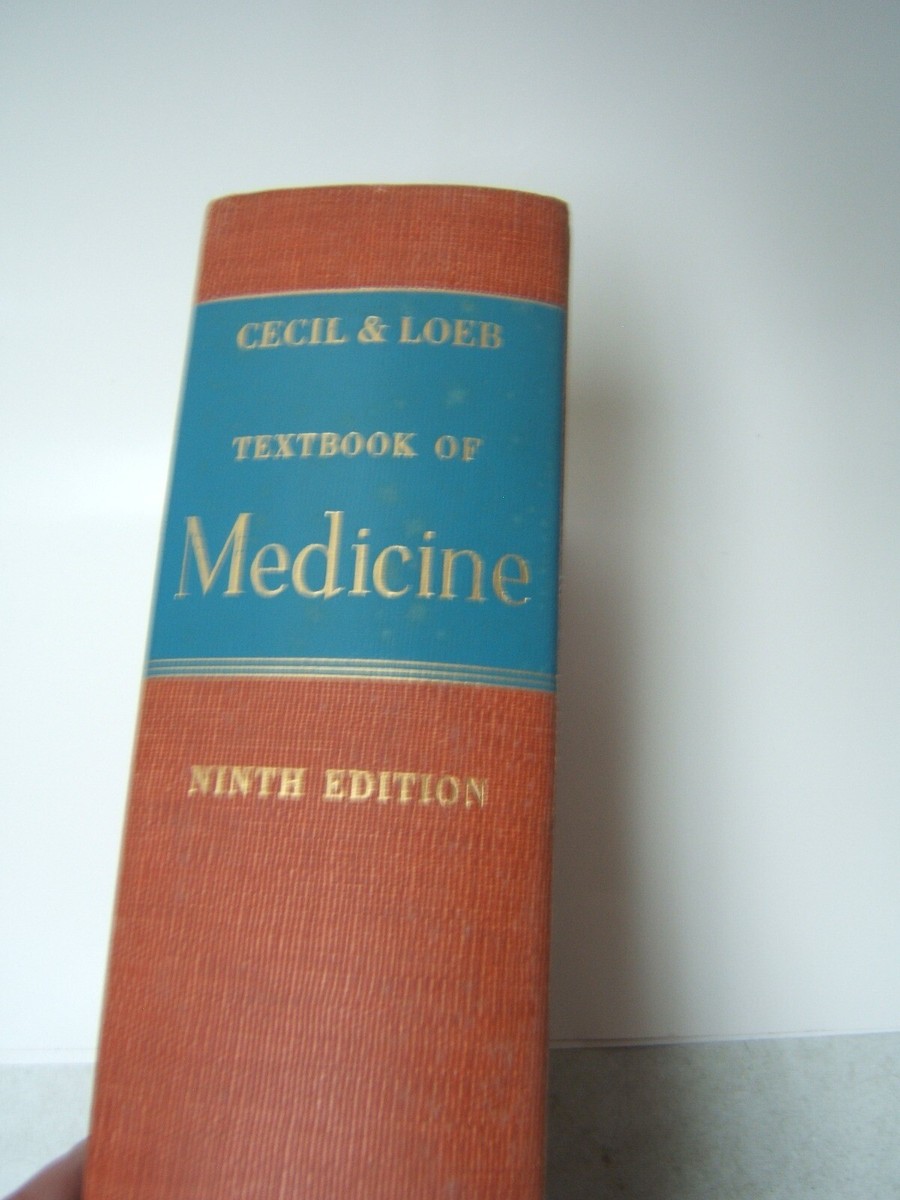 CECIL & LOEB
TEXTBOOK OF
Medicine
NINTH EDITION